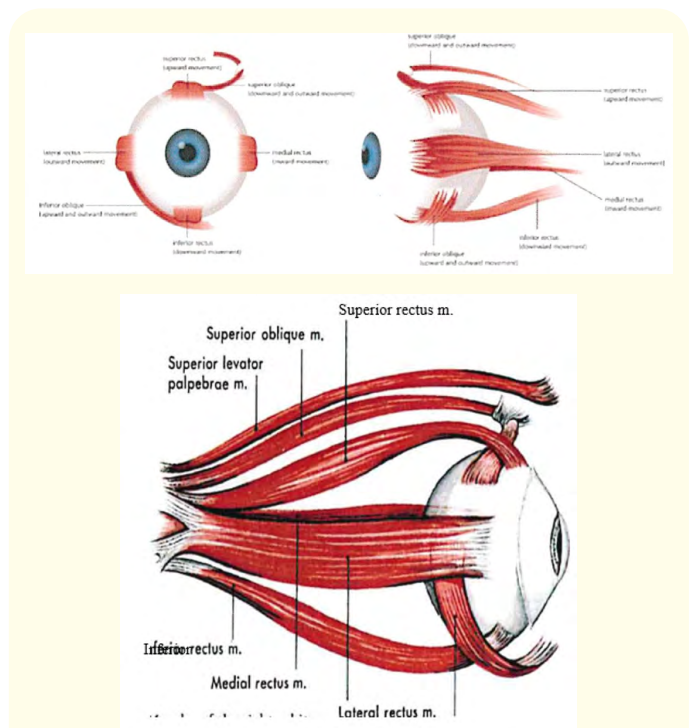 superior rectus
(upward movement)
superior oblique
(downward and outward movement)
lateral rectus
(outward movement)
medial rectus
(inward movement)
inferior oblique
(upward and outward movement)
inferior rectus
(downward movement)
superior oblique
(downward and outward movement)
superior rectus
(upward movement)
lateral rectus
(outward movement)
medial rectus
(inward movement)
inferior rectus
(downward movement)
inferior oblique
(upward and outward movement)
Superior rectus m.
Superior oblique m.
Superior levator
palpebrae m.
Inferior rectus m.
Medial rectus m.
Lateral rectus m.